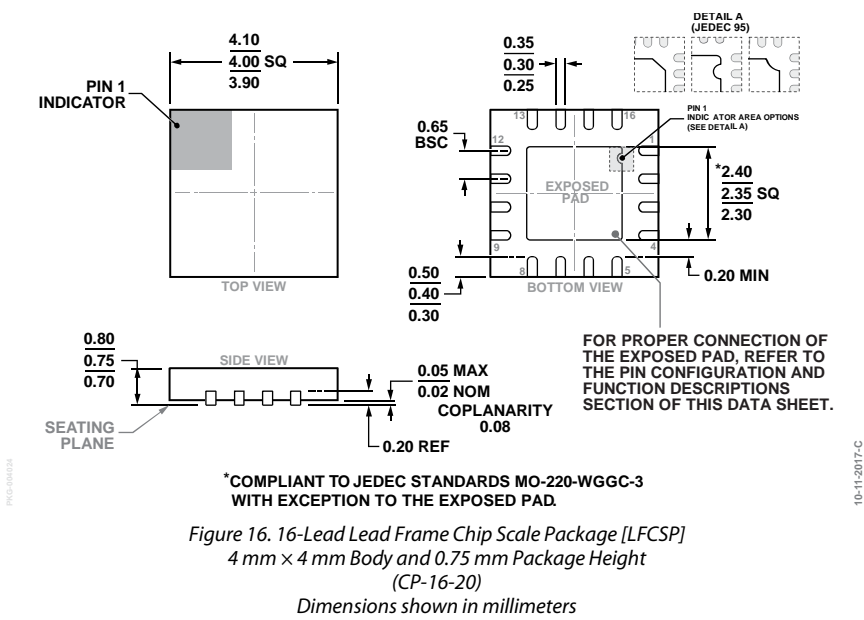 4.10
4.00 SQ
3.90
PIN 1
INDICATOR
TOP VIEW
0.35
0.30
0.25
0.65
BSC
DETAIL A
(JEDEC 95)
PIN 1
INDIC ATOR AREA OPTIONS
(SEE DETAIL A)
13
16
12
1
EXPOSED
PAD
9
4
8
5
BOTTOM VIEW
*2.40
2.35 SQ
2.30
0.20 MIN
0.50
0.40
0.30
FOR PROPER CONNECTION OF
THE EXPOSED PAD, REFER TO
THE PIN CONFIGURATION AND
FUNCTION DESCRIPTIONS
SECTION OF THIS DATA SHEET.
0.80
0.75
0.70
SIDE VIEW
SEATING
PLANE
0.05 MAX
0.02 NOM
COPLANARITY
0.08
0.20 REF
PKG-004024
10-11-2017-C
*COMPLIANT TO JEDEC STANDARDS MO-220-WGGC-3
WITH EXCEPTION TO THE EXPOSED PAD.
Figure 16. 16-Lead Lead Frame Chip Scale Package [LFCSP]
4 mm × 4 mm Body and 0.75 mm Package Height
(CP-16-20)
Dimensions shown in millimeters